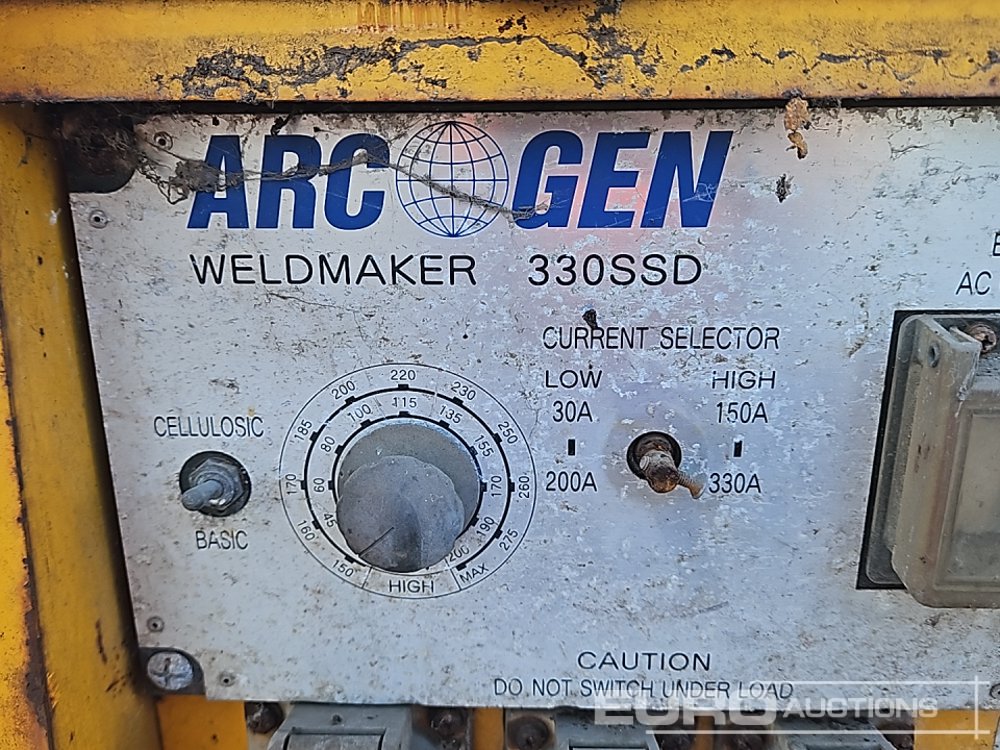 ARC GEN
WELDMAKER 330SSD
CURRENT SELECTOR
LOW HIGH
30A 150A
200A 330A
AC
CELLULOSIC
BASIC
150 160 170 185 200 220 230 250 260 275 MAX
45 60 80 100 115 135 155 170 190 200
HIGH
CAUTION
DO NOT SWITCH UNDER LOAD
EURO AUCTIONS